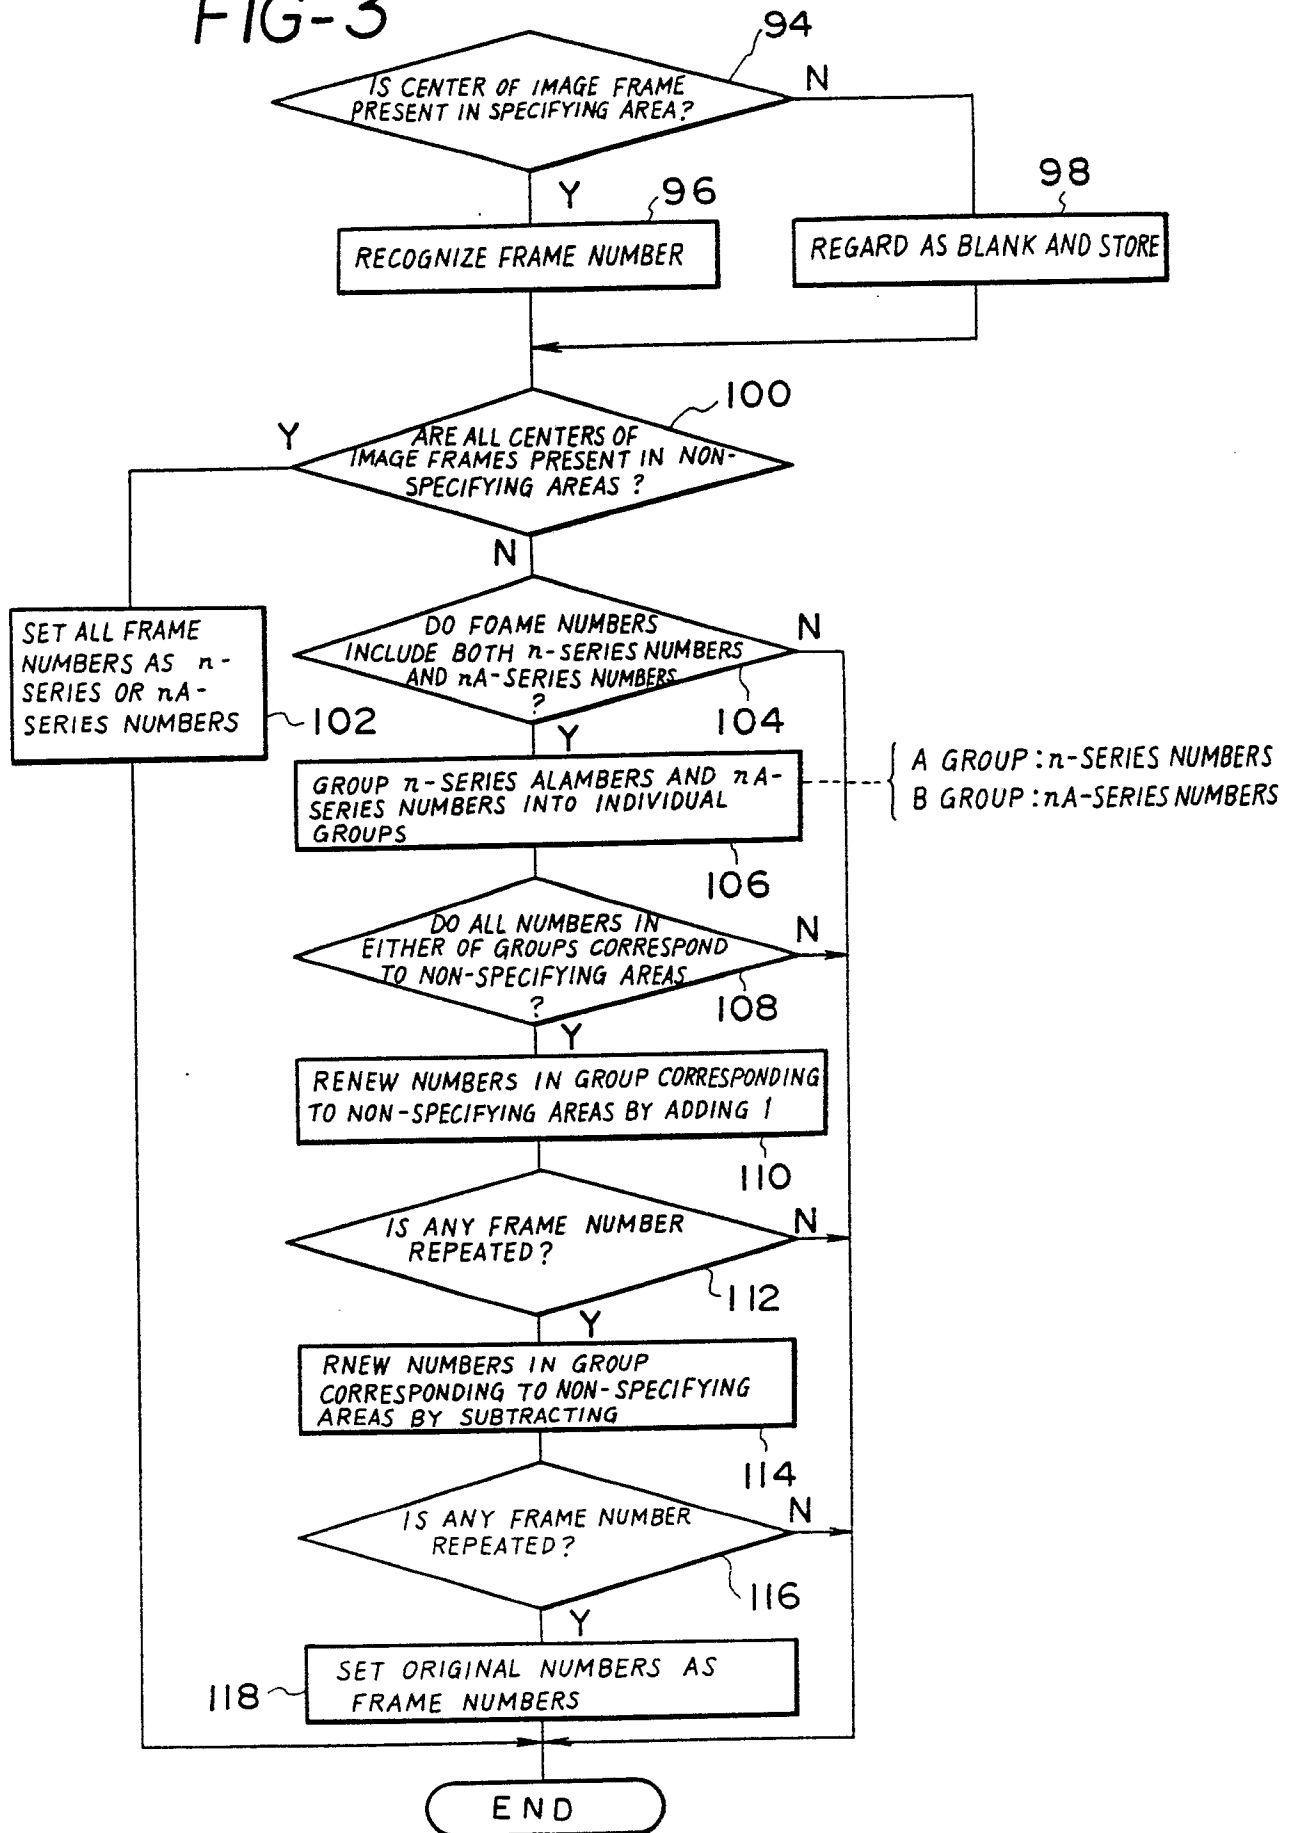 FIG-3
94
IS CENTER OF IMAGE FRAME
PRESENT IN SPECIFYING AREA?
N
Y
96
RECOGNIZE FRAME NUMBER
98
REGARD AS BLANK AND STORE
100
ARE ALL CENTERS OF
IMAGE FRAMES PRESENT IN NON-
SPECIFYING AREAS ?
Y
N
SET ALL FRAME
NUMBERS AS n-
SERIES OR nA-
SERIES NUMBERS
102
DO FOAME NUMBERS
INCLUDE BOTH n-SERIES NUMBERS
AND nA-SERIES NUMBERS
?
N
104
Y
GROUP n-SERIES ALAMBERS AND nA-
SERIES NUMBERS INTO INDIVIDUAL
GROUPS
106
A GROUP : n-SERIES NUMBERS
B GROUP : nA-SERIES NUMBERS
DO ALL NUMBERS IN
EITHER OF GROUPS CORRESPOND
TO NON-SPECIFYING AREAS
?
N
108
Y
RENEW NUMBERS IN GROUP CORRESPONDING
TO NON-SPECIFYING AREAS BY ADDING 1
110
IS ANY FRAME NUMBER
REPEATED?
N
112
Y
RNEW NUMBERS IN GROUP
CORRESPONDING TO NON-SPECIFYING
AREAS BY SUBTRACTING
114
IS ANY FRAME NUMBER
REPEATED?
N
116
Y
SET ORIGINAL NUMBERS AS
FRAME NUMBERS
118
END